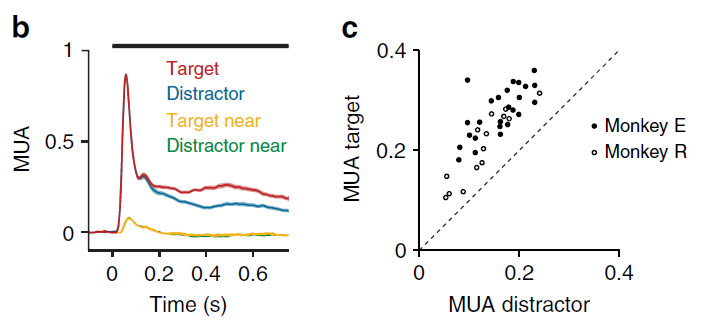 b
MUA
1
0.5
0
Target
Distractor
Target near
Distractor near
0 0.2 0.4 0.6
Time (s)
c
MUA target
0.4
0.2
0
Monkey E
Monkey R
0 0.2 0.4
MUA distractor